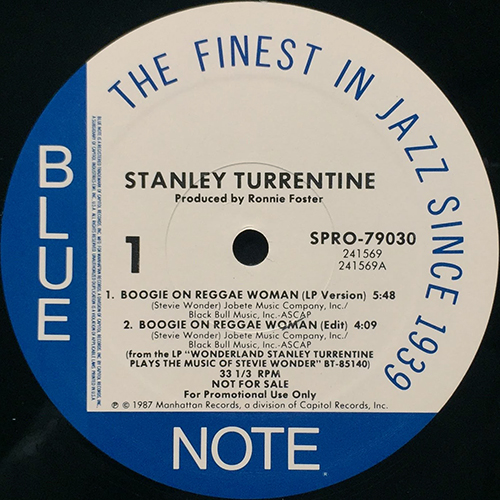 THE FINEST IN JAZZ SINCE 1939
BLUE
NOTE
STANLEY TURRENTINE
Produced by Ronnie Foster
1
SPRO-79030
241569
241569A
1. BOOGIE ON REGGAE WOMAN (LP Version) 5:48
(Stevie Wonder) Jobete Music Company, Inc./
Black Bull Music, Inc.-ASCAP
2. BOOGIE ON REGGAE WOMAN (Edit) 4:09
(Stevie Wonder) Jobete Music Company, Inc./
Black Bull Music, Inc.-ASCAP
(from the LP "WONDERLAND STANLEY TURRENTINE
PLAYS THE MUSIC OF STEVIE WONDER" BT-85140)
33 1/3 RPM
NOT FOR SALE
For Promotional Use Only
℗ © 1987 Manhattan Records, a division of Capitol Records, Inc.